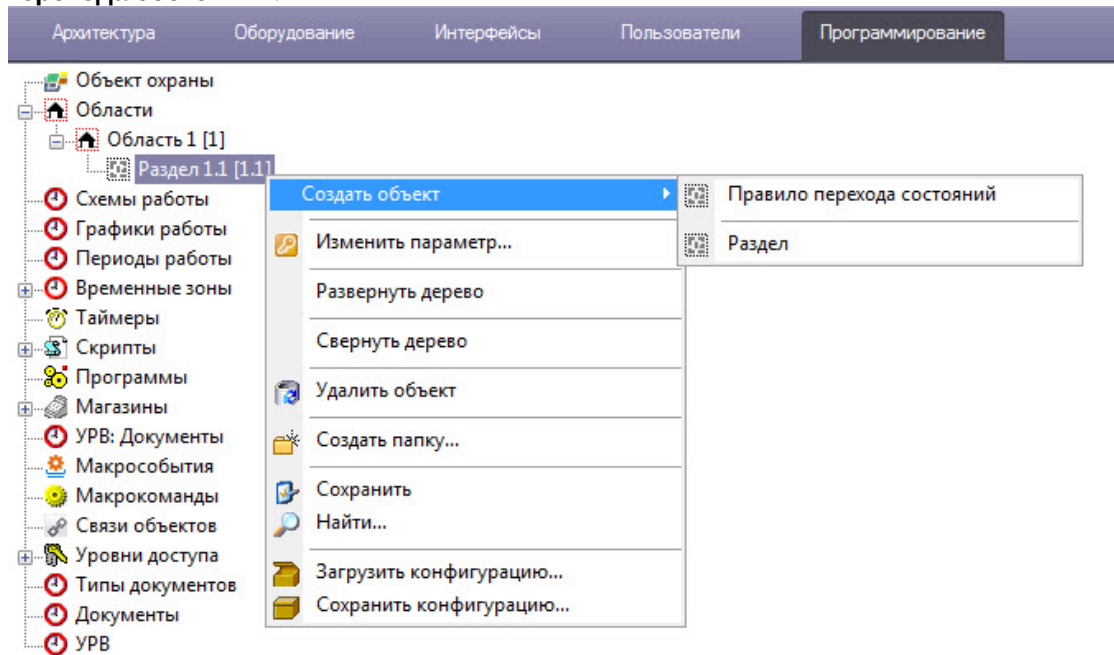 Архитектура Оборудование Интерфейсы Пользователи Программирование
Объект охраны
Области
Область 1 [1]
Раздел 1.1 [1.1]
Схемы работы
Графики работы
Периоды работы
Временные зоны
Таймеры
Скрипты
Программы
Магазины
УРВ: Документы
Макрособытия
Макрокоманды
Связи объектов
Уровни доступа
Типы документов
Документы
УРВ
Создать объект
Изменить параметр...
Развернуть дерево
Свернуть дерево
Удалить объект
Создать папку...
Сохранить
Найти...
Загрузить конфигурацию...
Сохранить конфигурацию...
Правило перехода состояний
Раздел